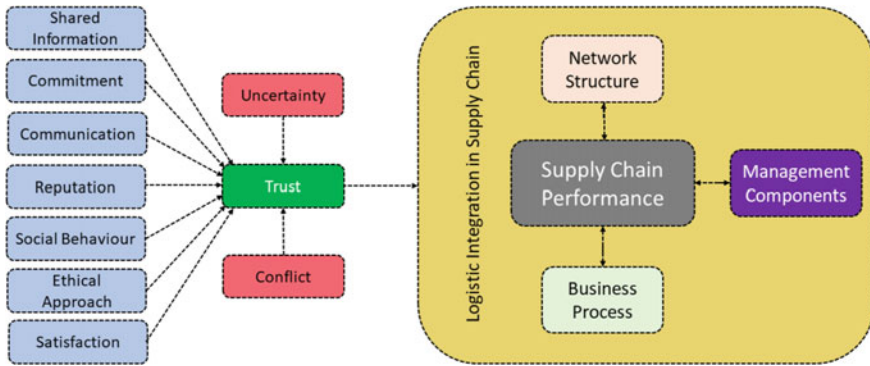 Shared
Information
Commitment
Communication
Reputation
Social Behaviour
Ethical
Approach
Satisfaction
Uncertainty
Trust
Conflict
Logistic Integration in Supply Chain
Network
Structure
Supply Chain
Performance
Management
Components
Business
Process